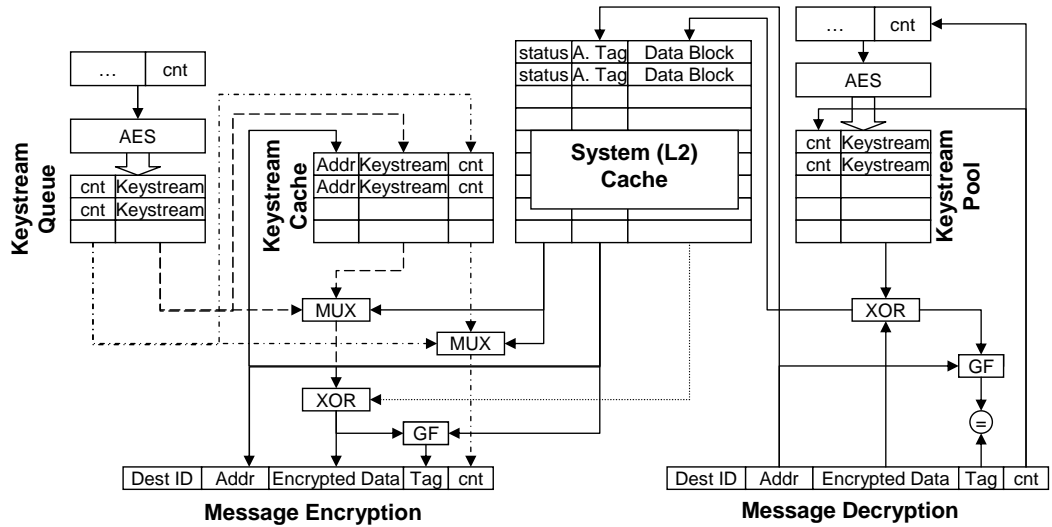 … cnt
AES
Keystream Queue
cnt Keystream
cnt Keystream
Keystream Cache
Addr Keystream cnt
Addr Keystream cnt
status A. Tag Data Block
status A. Tag Data Block
System (L2)
Cache
… cnt
AES
cnt Keystream
cnt Keystream
Keystream Pool
MUX
MUX
XOR
GF
XOR
GF
=
Dest ID Addr Encrypted Data Tag cnt
Message Encryption
Dest ID Addr Encrypted Data Tag cnt
Message Decryption